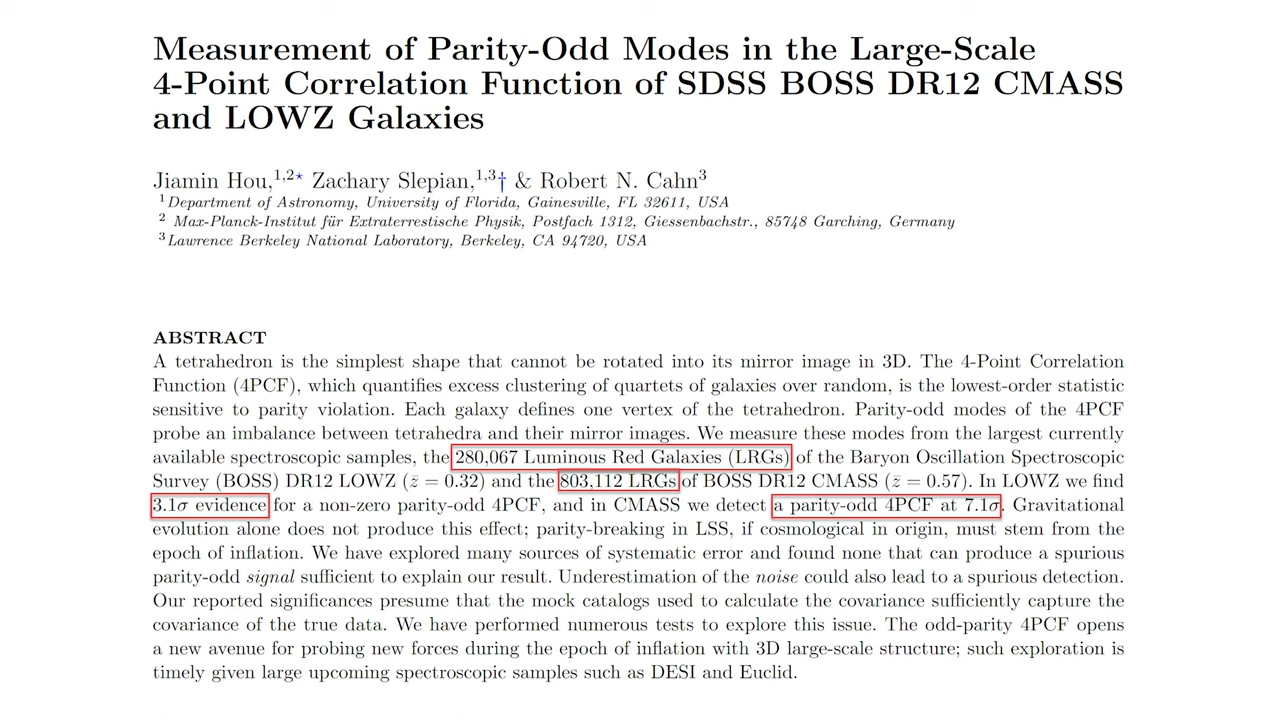 Measurement of Parity-Odd Modes in the Large-Scale
4-Point Correlation Function of SDSS BOSS DR12 CMASS
and LOWZ Galaxies
Jiamin Hou,1,2⋆ Zachary Slepian,1,3† & Robert N. Cahn3
1 Department of Astronomy, University of Florida, Gainesville, FL 32611, USA
2 Max-Planck-Institut für Extraterrestische Physik, Postfach 1312, Giessenbachstr., 85748 Garching, Germany
3 Lawrence Berkeley National Laboratory, Berkeley, CA 94720, USA
ABSTRACT
A tetrahedron is the simplest shape that cannot be rotated into its mirror image in 3D. The 4-Point Correlation
Function (4PCF), which quantifies excess clustering of quartets of galaxies over random, is the lowest-order statistic
sensitive to parity violation. Each galaxy defines one vertex of the tetrahedron. Parity-odd modes of the 4PCF
probe an imbalance between tetrahedra and their mirror images. We measure these modes from the largest currently
available spectroscopic samples, the 280,067 Luminous Red Galaxies (LRGs) of the Baryon Oscillation Spectroscopic
Survey (BOSS) DR12 LOWZ (z̄ = 0.32) and the 803,112 LRGs of BOSS DR12 CMASS (z̄ = 0.57). In LOWZ we find
3.1σ evidence for a non-zero parity-odd 4PCF, and in CMASS we detect a parity-odd 4PCF at 7.1σ. Gravitational
evolution alone does not produce this effect; parity-breaking in LSS, if cosmological in origin, must stem from the
epoch of inflation. We have explored many sources of systematic error and found none that can produce a spurious
parity-odd signal sufficient to explain our result. Underestimation of the noise could also lead to a spurious detection.
Our reported significances presume that the mock catalogs used to calculate the covariance sufficiently capture the
covariance of the true data. We have performed numerous tests to explore this issue. The odd-parity 4PCF opens
a new avenue for probing new forces during the epoch of inflation with 3D large-scale structure; such exploration is
timely given large upcoming spectroscopic samples such as DESI and Euclid.